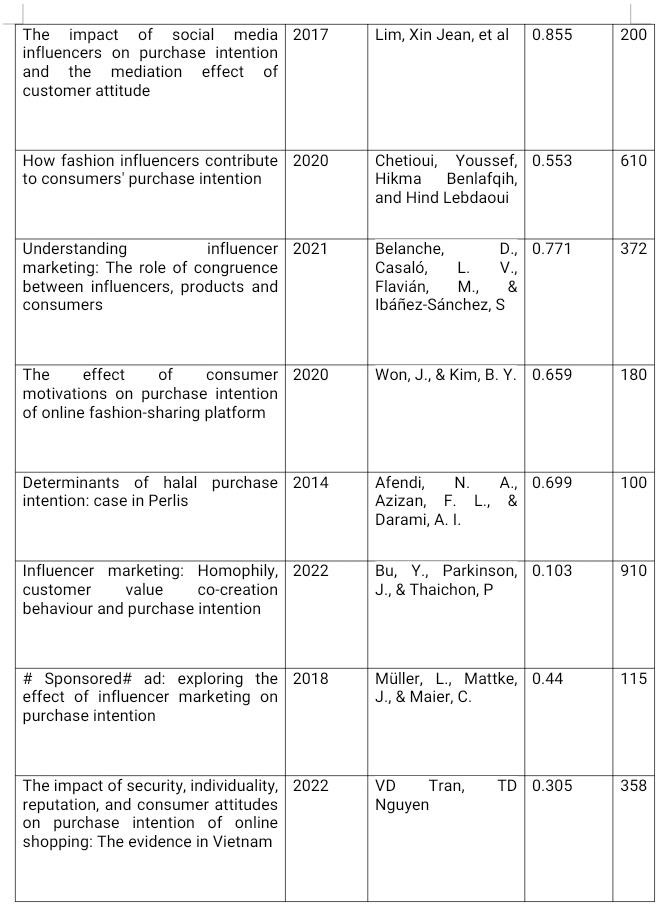 The impact of social media 2017 Lim, Xin Jean, et al 0.855 200
influencers on purchase intention
and the mediation effect of
customer attitude
How fashion influencers contribute 2020 Chetioui, Youssef, 0.553 610
to consumers' purchase intention Hikma Benlafqih,
and Hind Lebdaoui
Understanding influencer 2021 Belanche, D., 0.771 372
marketing: The role of congruence Casaló, L. V.,
between influencers, products and Flavián, M., &
consumers Ibáñez-Sánchez, S
The effect of consumer 2020 Won, J., & Kim, B. Y. 0.659 180
motivations on purchase intention
of online fashion-sharing platform
Determinants of halal purchase 2014 Afendi, N. A., 0.699 100
intention: case in Perlis Azizan, F. L., &
Darami, A. I.
Influencer marketing: Homophily, 2022 Bu, Y., Parkinson, 0.103 910
customer value co-creation J., & Thaichon, P
behaviour and purchase intention
# Sponsored# ad: exploring the 2018 Müller, L., Mattke, 0.44 115
effect of influencer marketing on J., & Maier, C.
purchase intention
The impact of security, individuality, 2022 VD Tran, TD 0.305 358
reputation, and consumer attitudes Nguyen
on purchase intention of online
shopping: The evidence in Vietnam